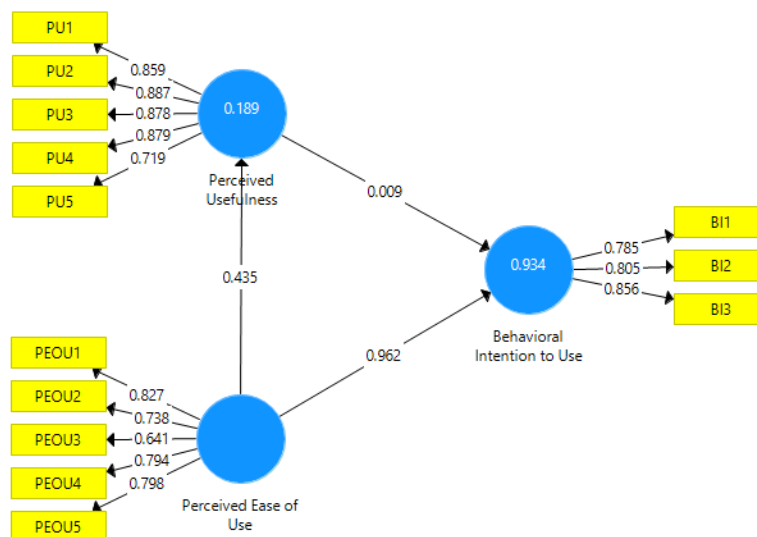 PU1
PU2
PU3
PU4
PU5
0.859
0.887
0.878
0.879
0.719
0.189
Perceived
Usefulness
0.009
0.435
0.934
Behavioral
Intention to Use
0.785
0.805
0.856
BI1
BI2
BI3
0.962
PEOU1
PEOU2
PEOU3
PEOU4
PEOU5
0.827
0.738
0.641
0.794
0.798
Perceived Ease of
Use